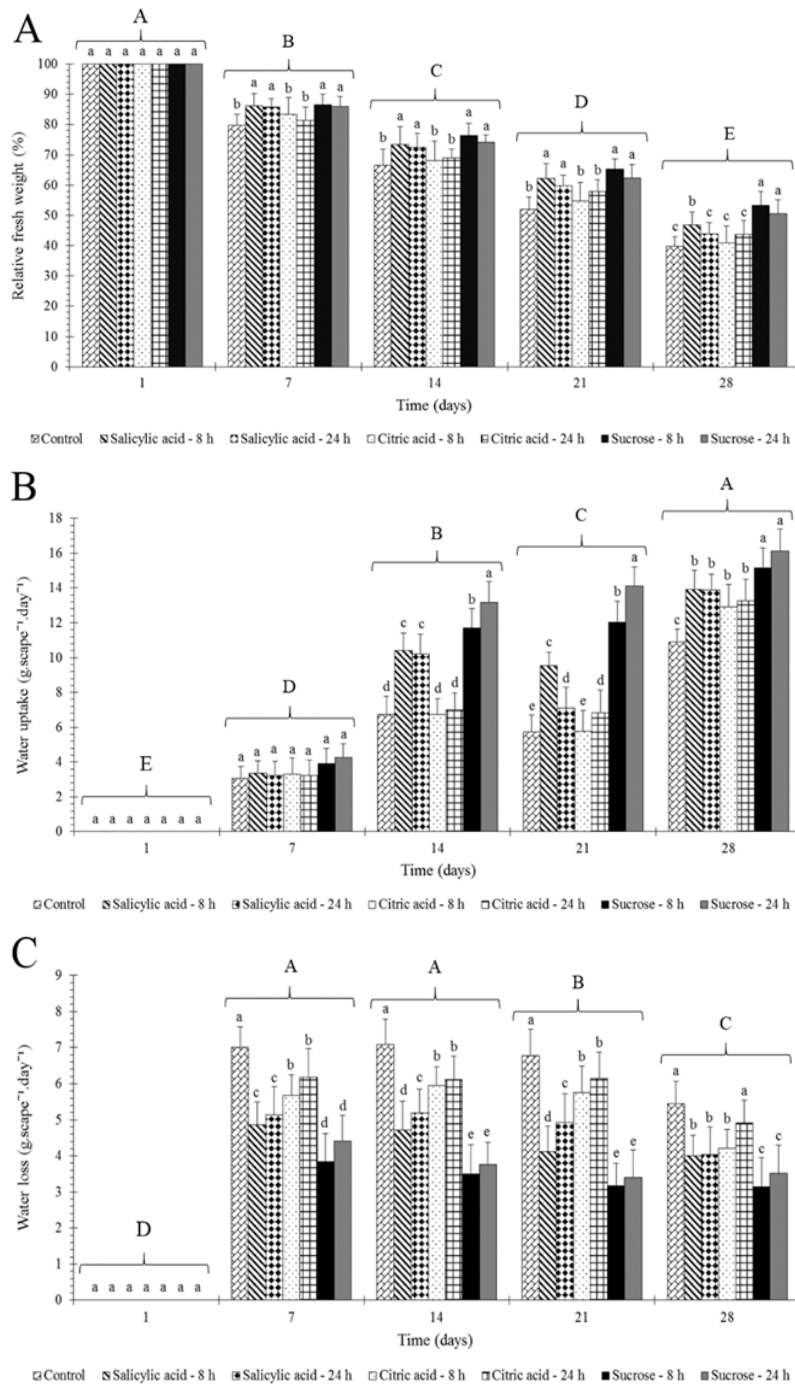 A
A
B
C
D
E
a a a a a a a
b a a b b a a
b a a b b a a
b a a b b a a
c b c c c a a
100
90
80
70
60
50
40
30
20
10
0
Relative fresh weight (%)
1 7 14 21 28
Time (days)
Control Salicylic acid - 8 h Salicylic acid - 24 h Citric acid - 8 h Citric acid - 24 h Sucrose - 8 h Sucrose - 24 h
B
E
D
B
C
A
a a a a a a a
a a a a a a a
d c c d d b a
e c d e d b a
c b b b b a a
18
16
14
12
10
8
6
4
2
0
Water uptake (g.scape⁻¹.day⁻¹)
1 7 14 21 28
Time (days)
Control Salicylic acid - 8 h Salicylic acid - 24 h Citric acid - 8 h Citric acid - 24 h Sucrose - 8 h Sucrose - 24 h
C
D
A
A
B
C
a a a a a a a
a c c b b d d
a d c b b e e
a d c b b e e
a b b b a c c
9
8
7
6
5
4
3
2
1
0
Water loss (g.scape⁻¹.day⁻¹)
1 7 14 21 28
Time (days)
Control Salicylic acid - 8 h Salicylic acid - 24 h Citric acid - 8 h Citric acid - 24 h Sucrose - 8 h Sucrose - 24 h